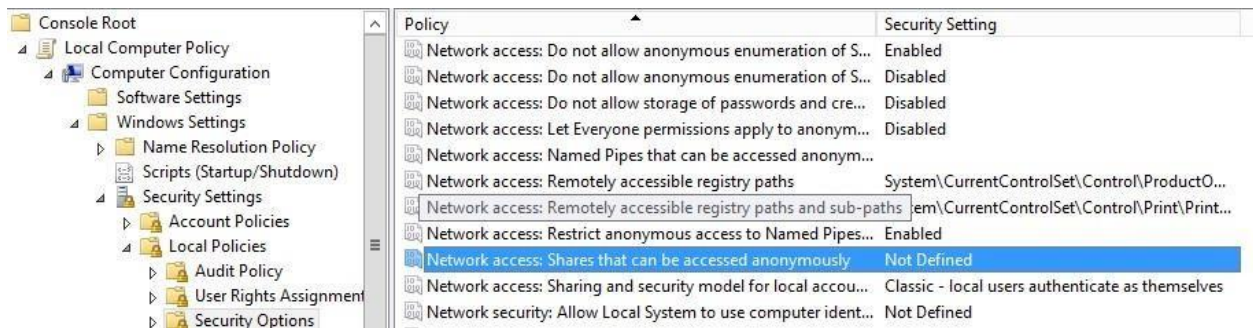 Console Root
Local Computer Policy
Computer Configuration
Software Settings
Windows Settings
Name Resolution Policy
Scripts (Startup/Shutdown)
Security Settings
Account Policies
Local Policies
Audit Policy
User Rights Assignment
Security Options
Policy Security Setting
Network access: Do not allow anonymous enumeration of S... Enabled
Network access: Do not allow anonymous enumeration of S... Disabled
Network access: Do not allow storage of passwords and cre... Disabled
Network access: Let Everyone permissions apply to anonym... Disabled
Network access: Named Pipes that can be accessed anonym...
Network access: Remotely accessible registry paths System\CurrentControlSet\Control\ProductO...
Network access: Remotely accessible registry paths and sub-paths em\CurrentControlSet\Control\Print\Print...
Network access: Restrict anonymous access to Named Pipes... Enabled
Network access: Shares that can be accessed anonymously Not Defined
Network access: Sharing and security model for local accou... Classic - local users authenticate as themselves
Network security: Allow Local System to use computer ident... Not Defined